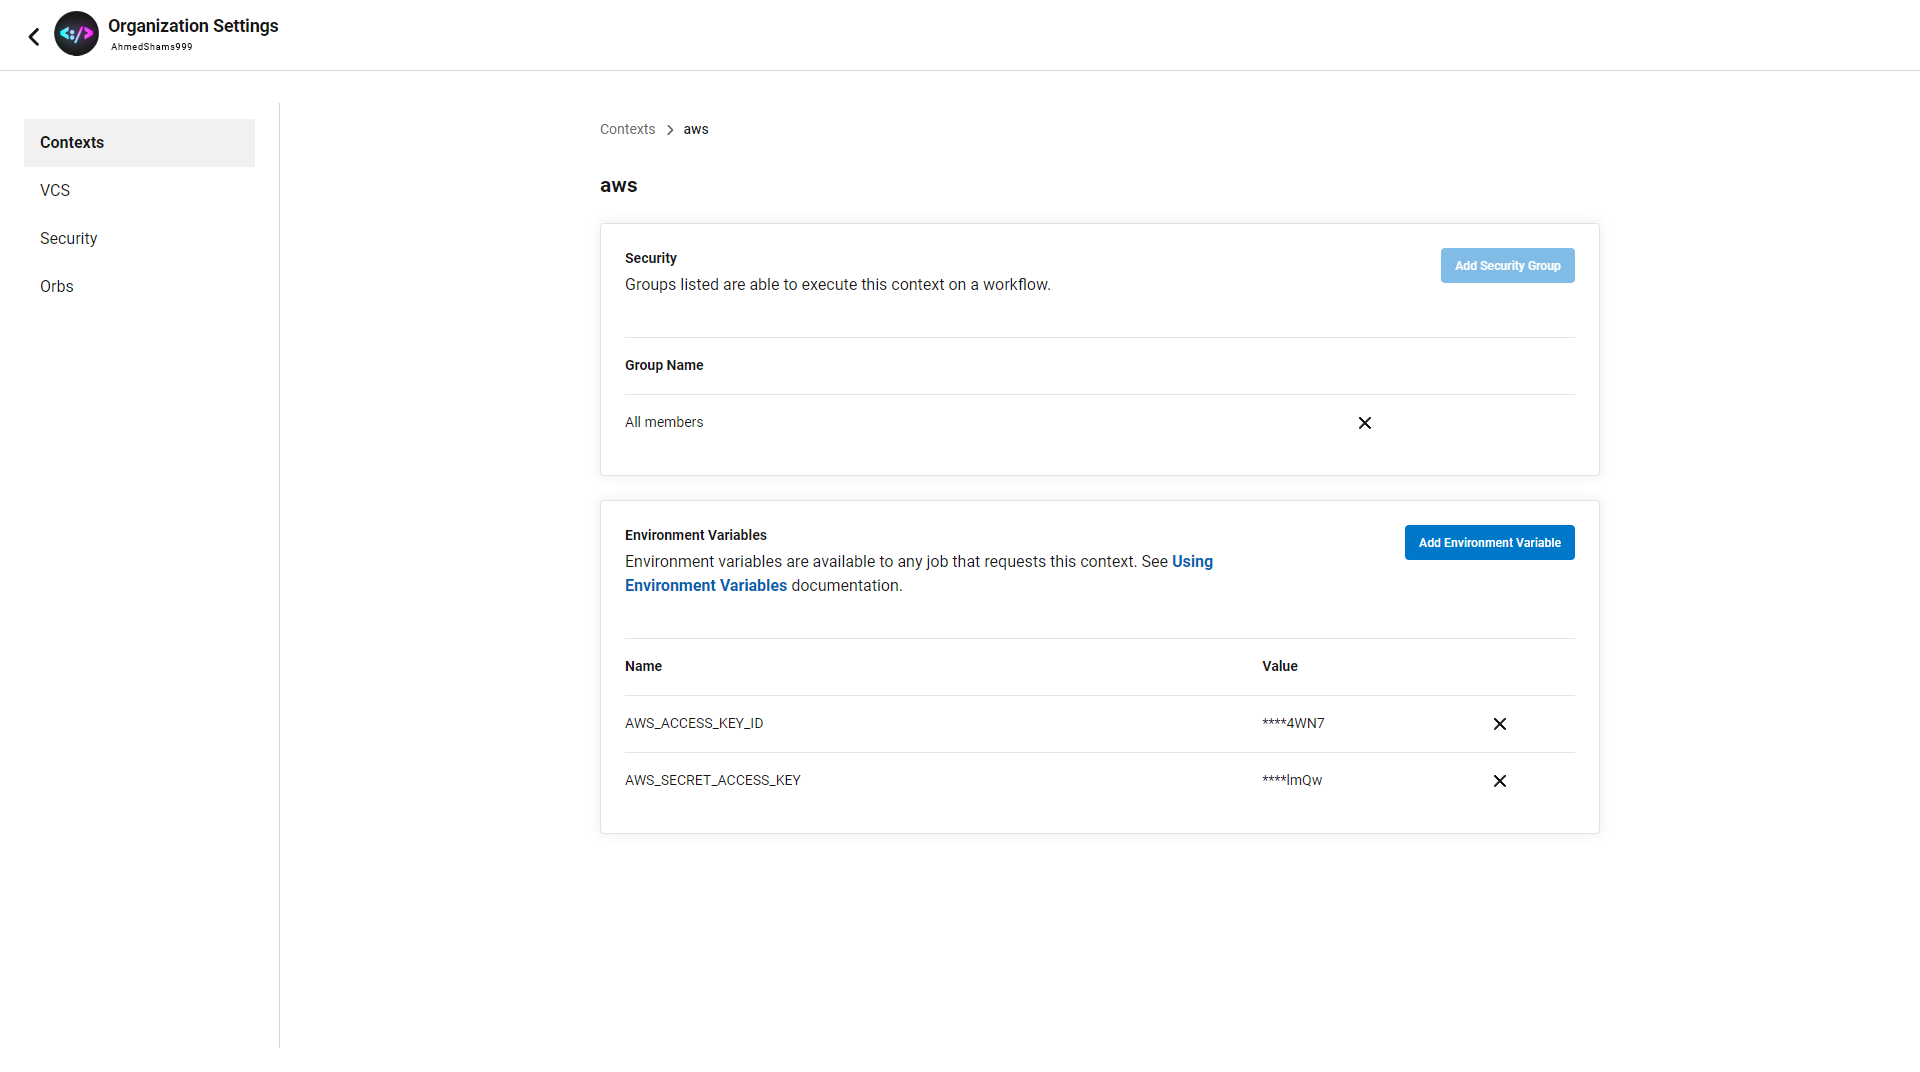 Organization Settings
AhmedShams999
Contexts
VCS
Security
Orbs
Contexts > aws
aws
Security
Add Security Group
Groups listed are able to execute this context on a workflow.
Group Name
All members
Environment Variables
Add Environment Variable
Environment variables are available to any job that requests this context. See Using
Environment Variables documentation.
Name Value
AWS_ACCESS_KEY_ID ****4WN7
AWS_SECRET_ACCESS_KEY ****lmQw